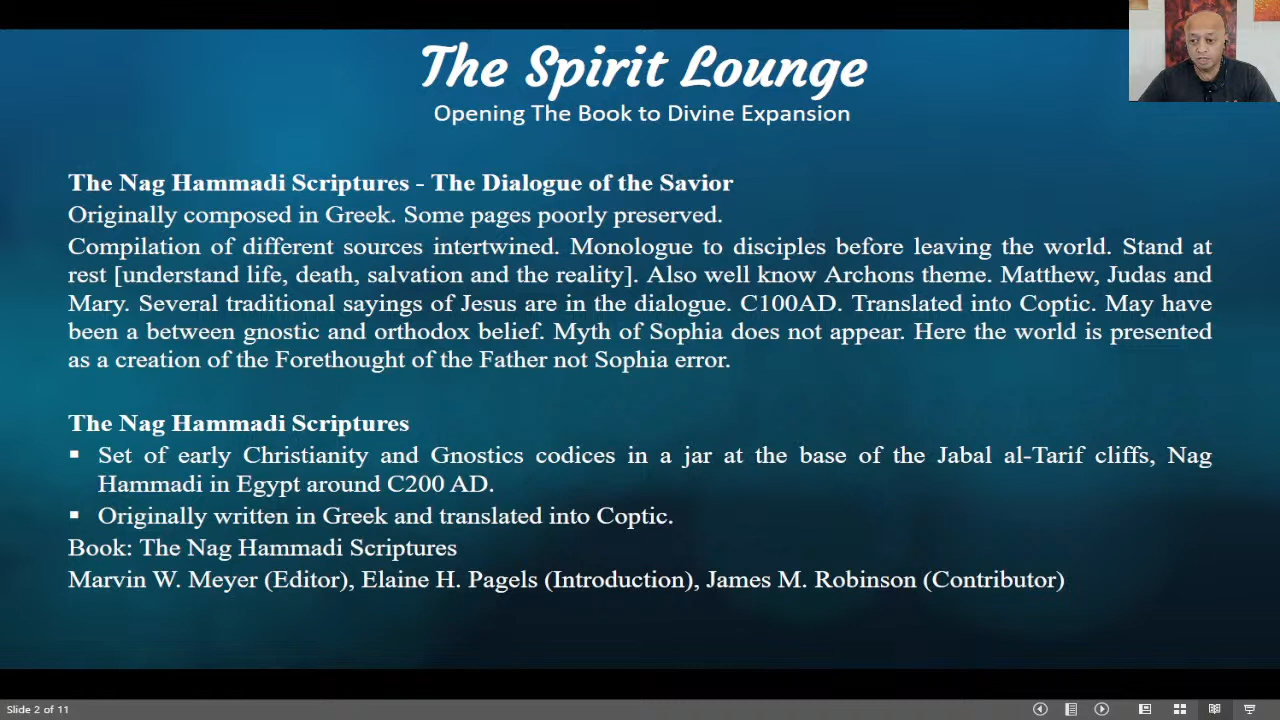 The Spirit Lounge
Opening The Book to Divine Expansion
The Nag Hammadi Scriptures - The Dialogue of the Savior
Originally composed in Greek. Some pages poorly preserved.
Compilation of different sources intertwined. Monologue to disciples before leaving the world. Stand at
rest [understand life, death, salvation and the reality]. Also well know Archons theme. Matthew, Judas and
Mary. Several traditional sayings of Jesus are in the dialogue. C100AD. Translated into Coptic. May have
been a between gnostic and orthodox belief. Myth of Sophia does not appear. Here the world is presented
as a creation of the Forethought of the Father not Sophia error.
The Nag Hammadi Scriptures
▪ Set of early Christianity and Gnostics codices in a jar at the base of the Jabal al-Tarif cliffs, Nag
Hammadi in Egypt around C200 AD.
▪ Originally written in Greek and translated into Coptic.
Book: The Nag Hammadi Scriptures
Marvin W. Meyer (Editor), Elaine H. Pagels (Introduction), James M. Robinson (Contributor)
Slide 2 of 11